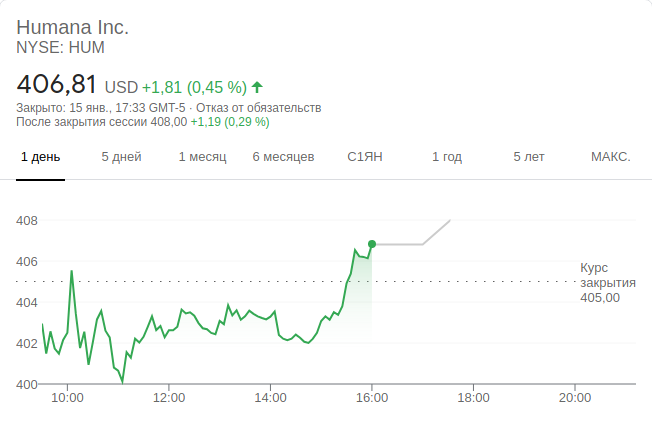 Humana Inc.
NYSE: HUM
406,81 USD +1,81 (0,45 %)
Закрыто: 15 янв., 17:33 GMT-5 · Отказ от обязательств
После закрытия сессии 408,00 +1,19 (0,29 %)
1 день 5 дней 1 месяц 6 месяцев С1ЯН 1 год 5 лет МАКС.
408
406
404
402
400
Курс
закрытия
405,00
10:00 12:00 14:00 16:00 18:00 20:00